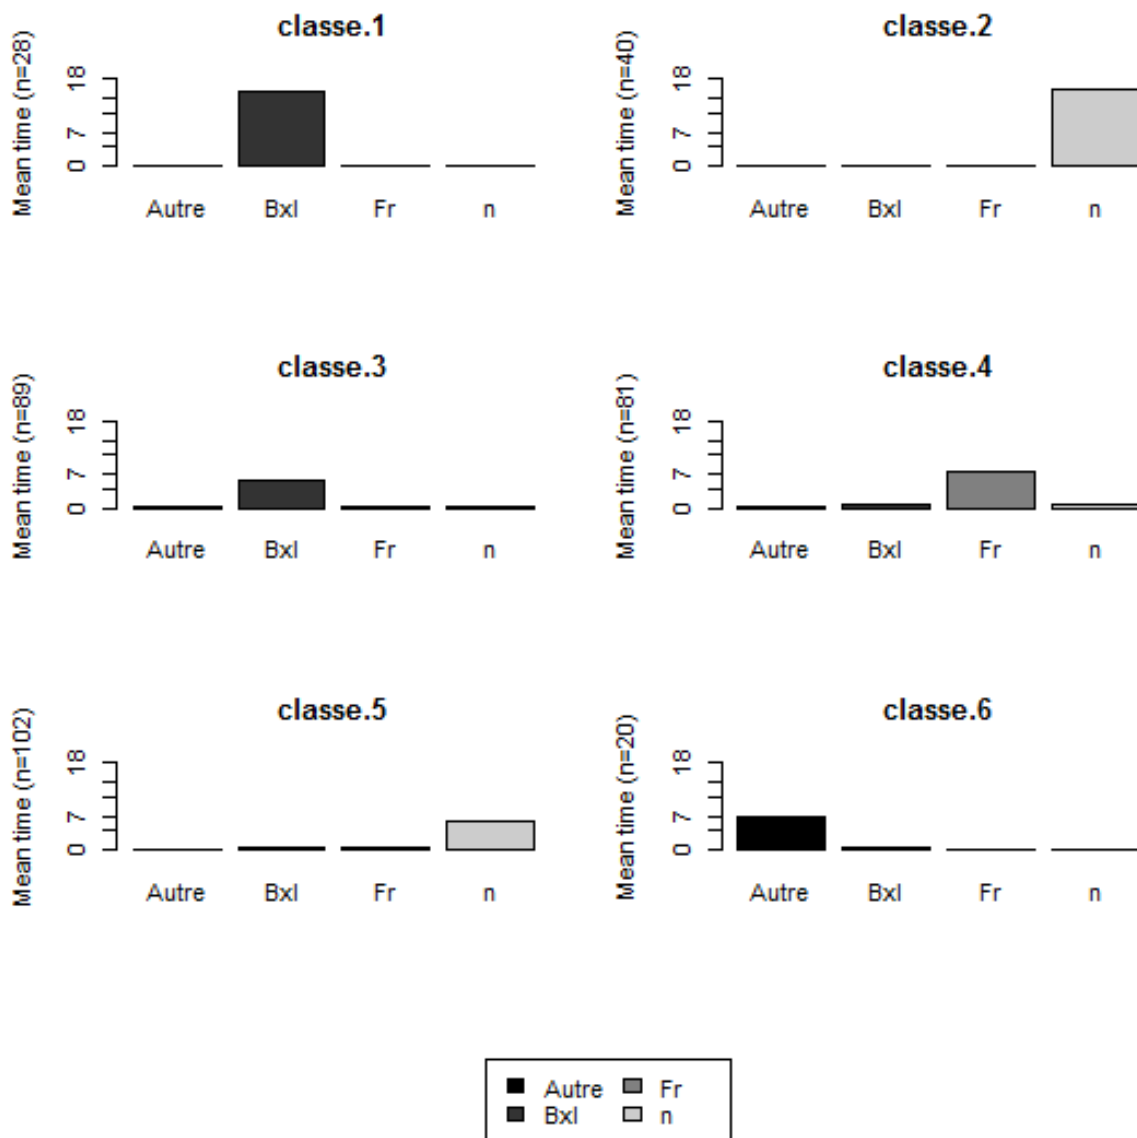 classe.1
Mean time (n=28)
18
7
0
Autre Bxl Fr n
classe.2
Mean time (n=40)
18
7
0
Autre Bxl Fr n
classe.3
Mean time (n=89)
18
7
0
Autre Bxl Fr n
classe.4
Mean time (n=81)
18
7
0
Autre Bxl Fr n
classe.5
Mean time (n=102)
18
7
0
Autre Bxl Fr n
classe.6
Mean time (n=20)
18
7
0
Autre Bxl Fr n
Autre Fr
Bxl n